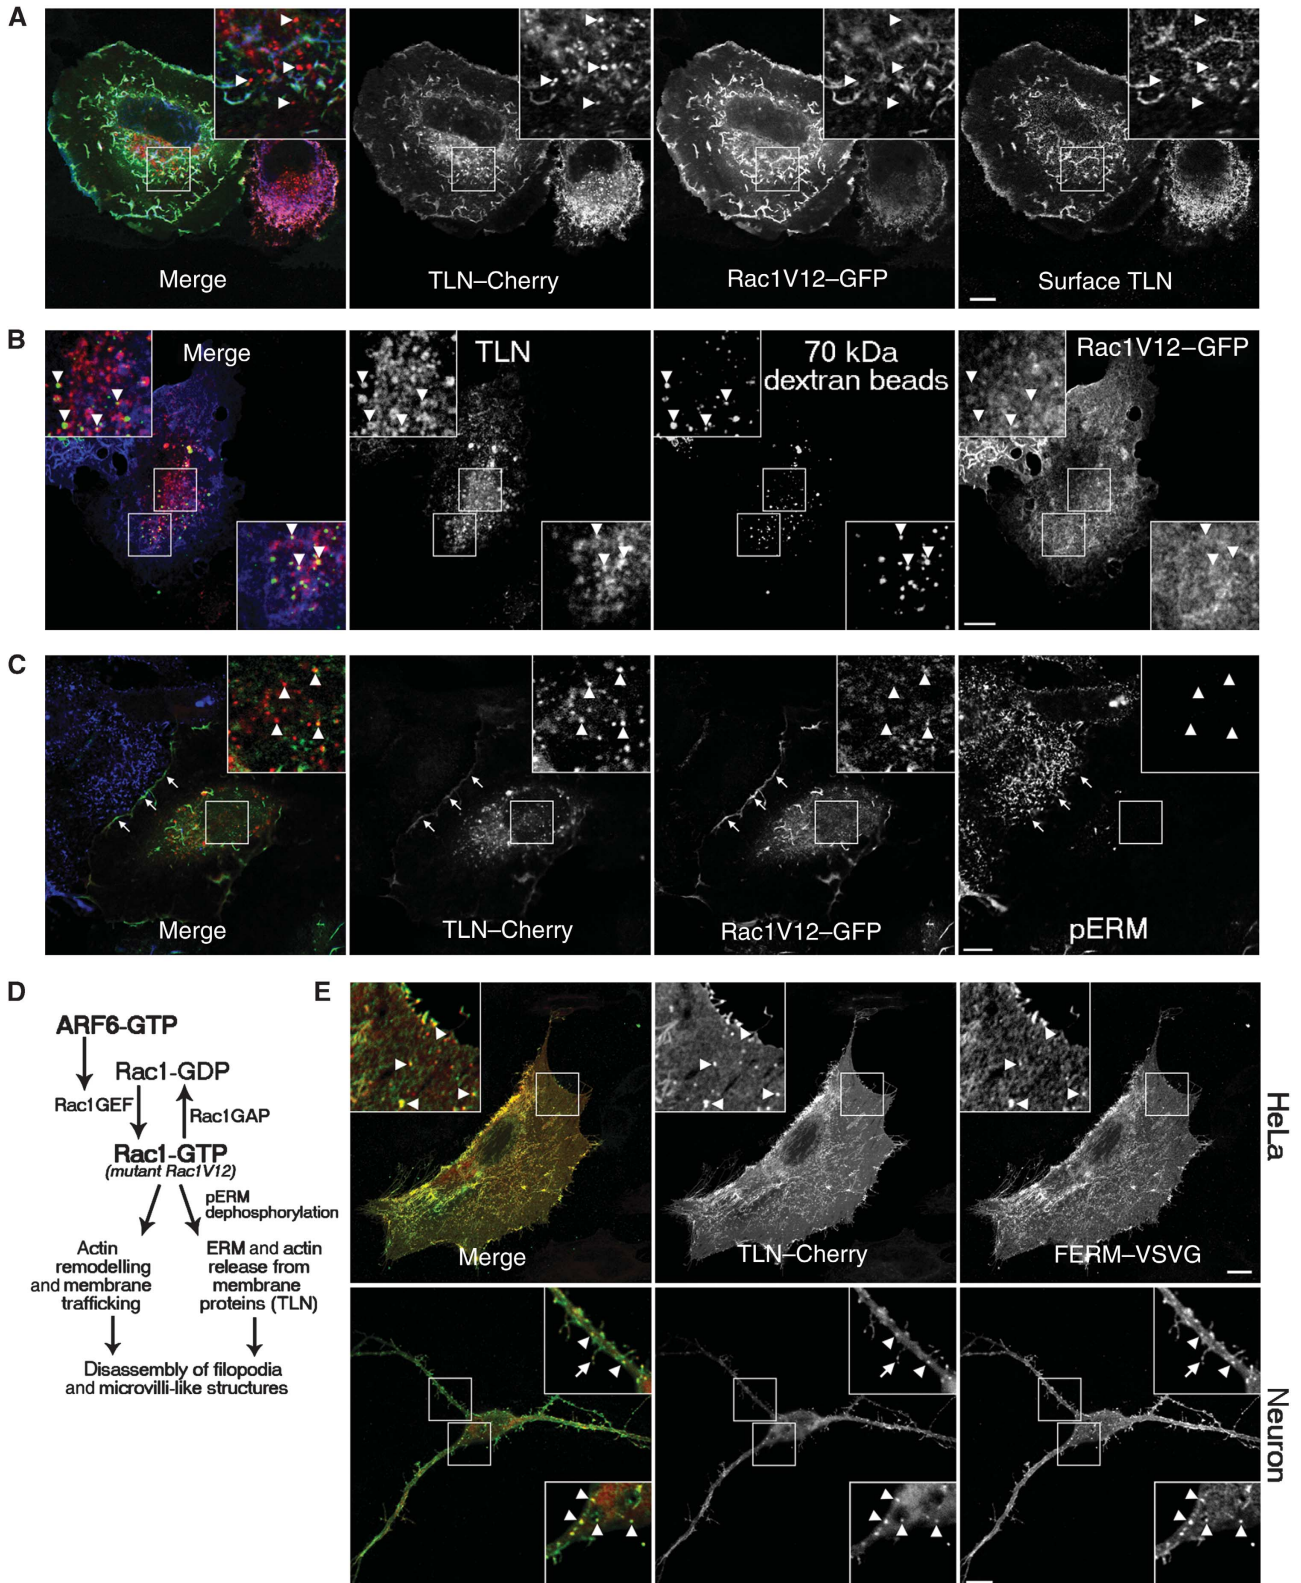 A
Merge
TLN–Cherry
Rac1V12–GFP
Surface TLN
B
Merge
TLN
70 kDa
dextran beads
Rac1V12–GFP
C
Merge
TLN–Cherry
Rac1V12–GFP
pERM
D
ARF6-GTP
Rac1-GDP
Rac1GEF
Rac1GAP
Rac1-GTP
(mutant Rac1V12)
pERM
dephosphorylation
Actin
remodelling
and membrane
trafficking
ERM and actin
release from
membrane
proteins (TLN)
Disassembly of filopodia
and microvilli-like structures
E
Merge
TLN–Cherry
FERM–VSVG
HeLa
Neuron